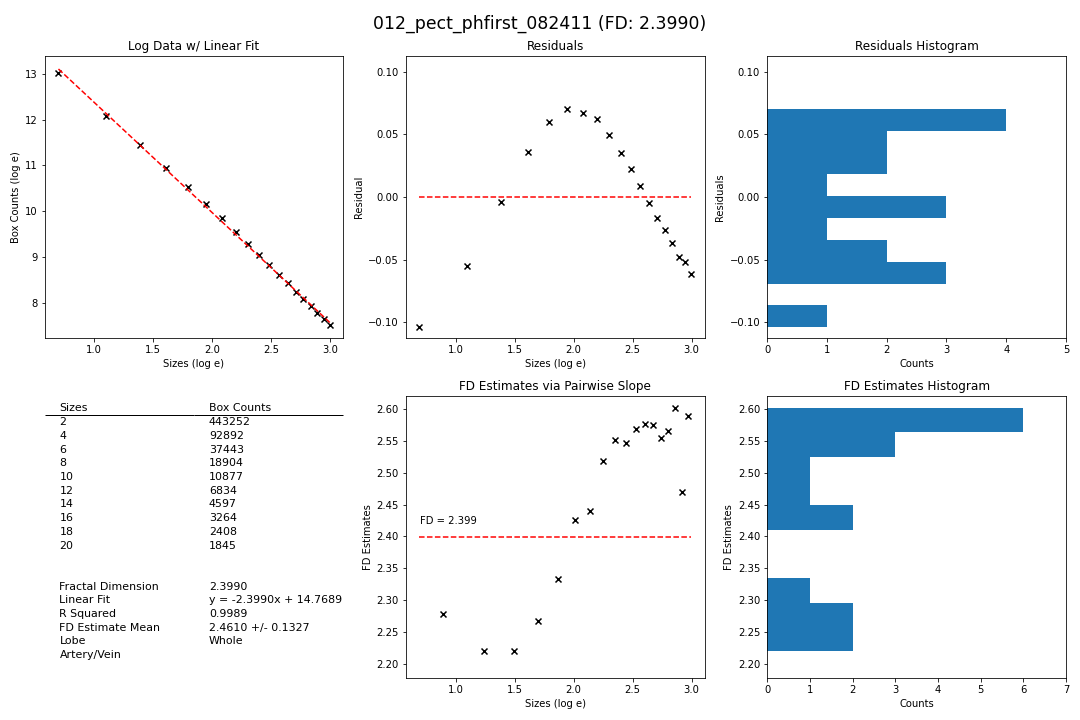 012_pect_phfirst_082411 (FD: 2.3990)
Log Data w/ Linear Fit
Box Counts (log e)
13
12
11
10
9
8
1.0 1.5 2.0 2.5 3.0
Sizes (log e)
Residuals
Residual
0.10
0.05
0.00
−0.05
−0.10
1.0 1.5 2.0 2.5 3.0
Sizes (log e)
Residuals Histogram
Residuals
0.10
0.05
0.00
−0.05
−0.10
0 1 2 3 4 5
Counts
Sizes Box Counts
2 443252
4 92892
6 37443
8 18904
10 10877
12 6834
14 4597
16 3264
18 2408
20 1845
Fractal Dimension 2.3990
Linear Fit y = -2.3990x + 14.7689
R Squared 0.9989
FD Estimate Mean 2.4610 +/- 0.1327
Lobe Whole
Artery/Vein
FD Estimates via Pairwise Slope
FD Estimates
2.60
2.55
2.50
2.45
2.40
2.35
2.30
2.25
2.20
FD = 2.399
1.0 1.5 2.0 2.5 3.0
Sizes (log e)
FD Estimates Histogram
FD Estimates
2.60
2.55
2.50
2.45
2.40
2.35
2.30
2.25
2.20
0 1 2 3 4 5 6 7
Counts